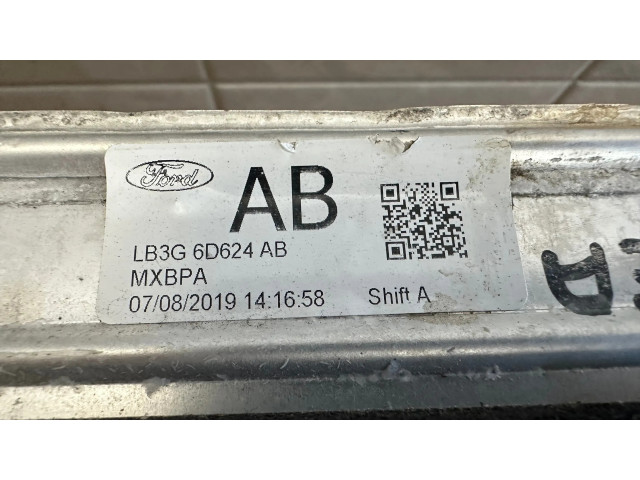 Ford
AB
LB3G 6D624 AB
MXBPA
07/08/2019 14:16:58 Shift A